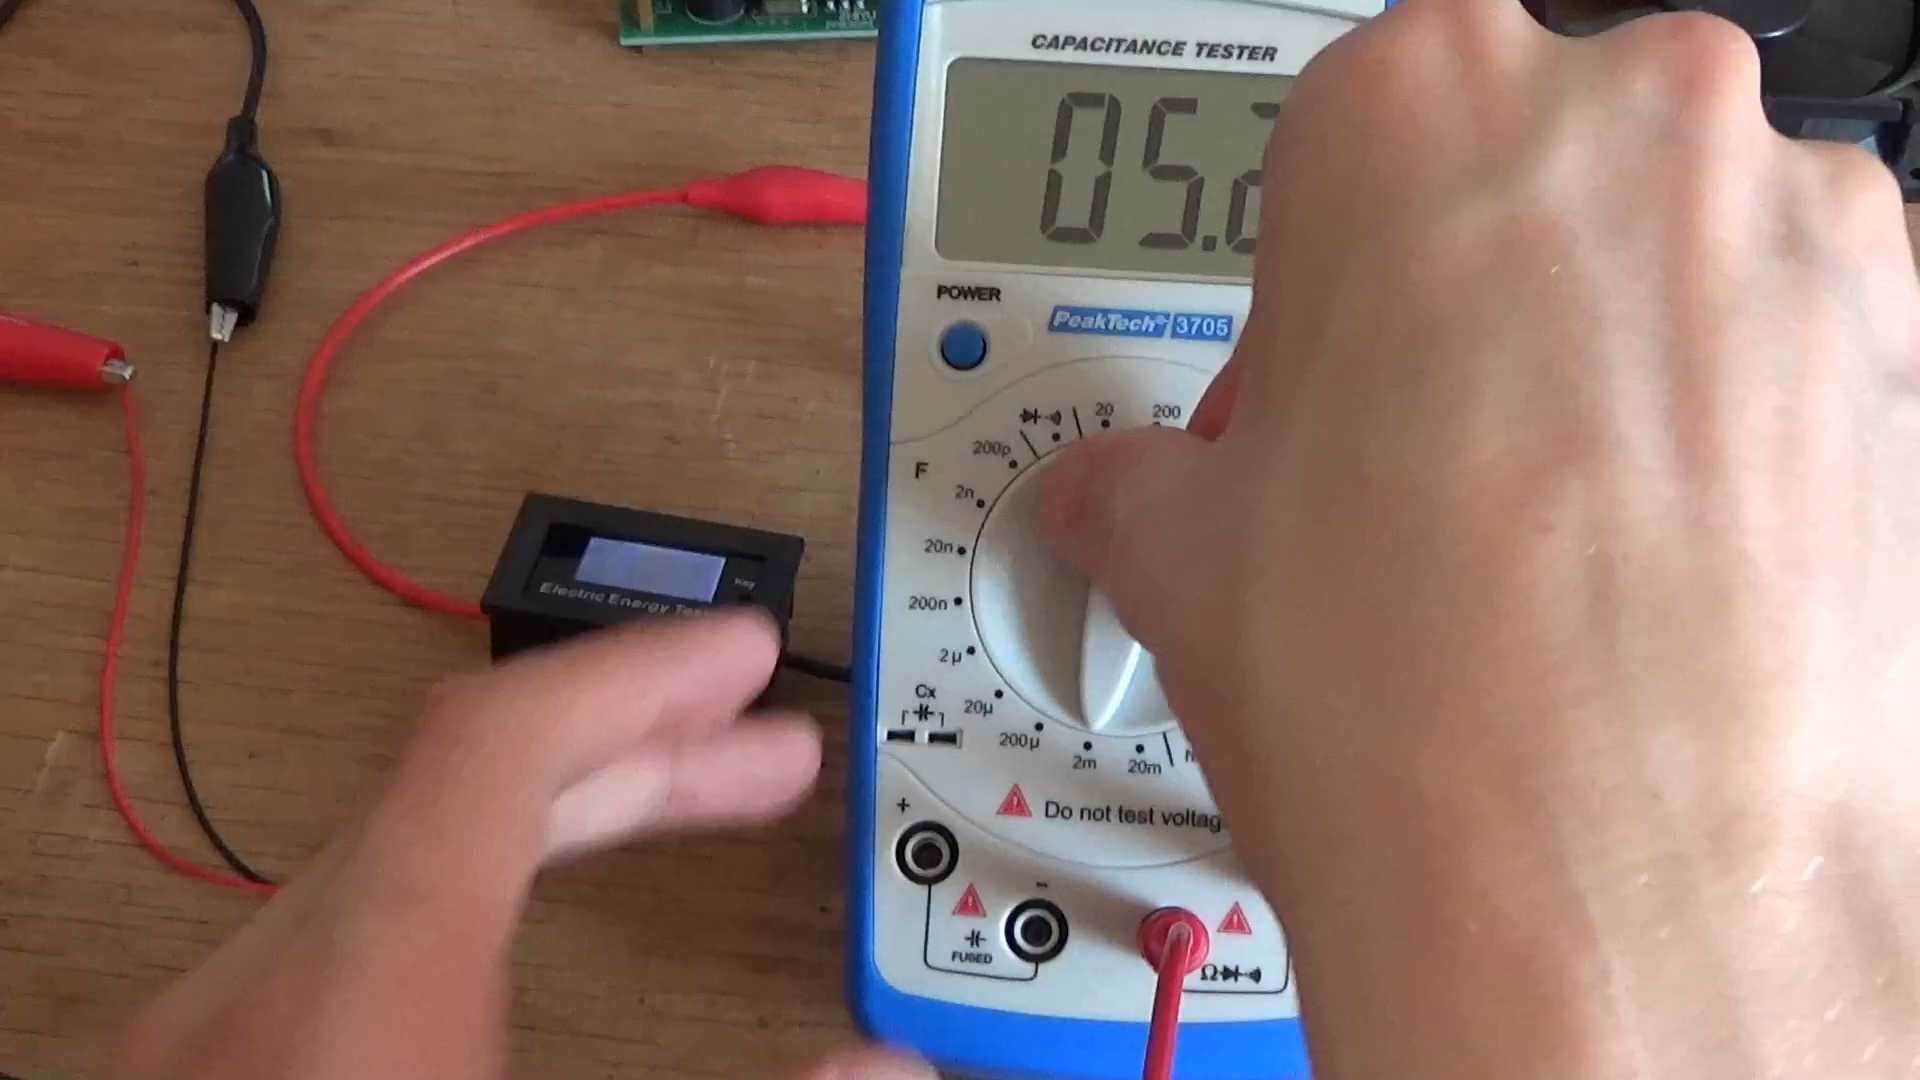 CAPACITANCE TESTER
05.
POWER
PeakTech® 3705
20
200
200p
F
2n
20n
200n
2µ
Cx
20µ
200µ
2m
20m
+
Do not test voltag
-
FUSED
Ω
Key
Electric Energy Tes